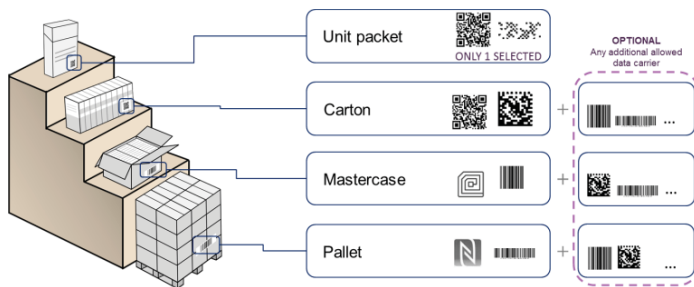 Unit packet
ONLY 1 SELECTED
OPTIONAL
Any additional allowed
data carrier
Carton
+
...
Mastercase
+
...
Pallet
+
...